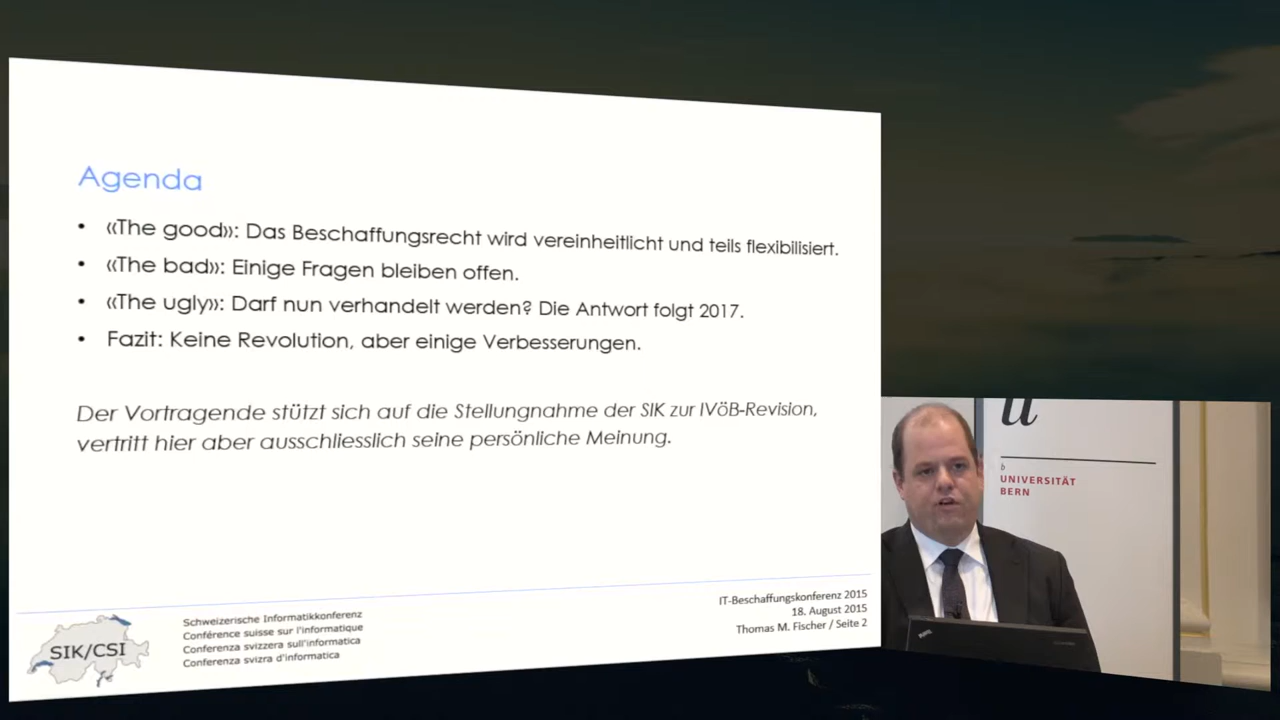 Agenda
• «The good»: Das Beschaffungsrecht wird vereinheitlicht und teils flexibilisiert.
• «The bad»: Einige Fragen bleiben offen.
• «The ugly»: Darf nun verhandelt werden? Die Antwort folgt 2017.
• Fazit: Keine Revolution, aber einige Verbesserungen.
Der Vortragende stützt sich auf die Stellungnahme der SIK zur IVöB-Revision,
vertritt hier aber ausschliesslich seine persönliche Meinung.
SIK/CSI
Schweizerische Informatikkonferenz
Conférence suisse sur l'informatique
Conferenza svizzera sull'informatica
Conferenza svizra d'informatica
IT-Beschaffungskonferenz 2015
18. August 2015
Thomas M. Fischer / Seite 2
u
b
UNIVERSITÄT
BERN